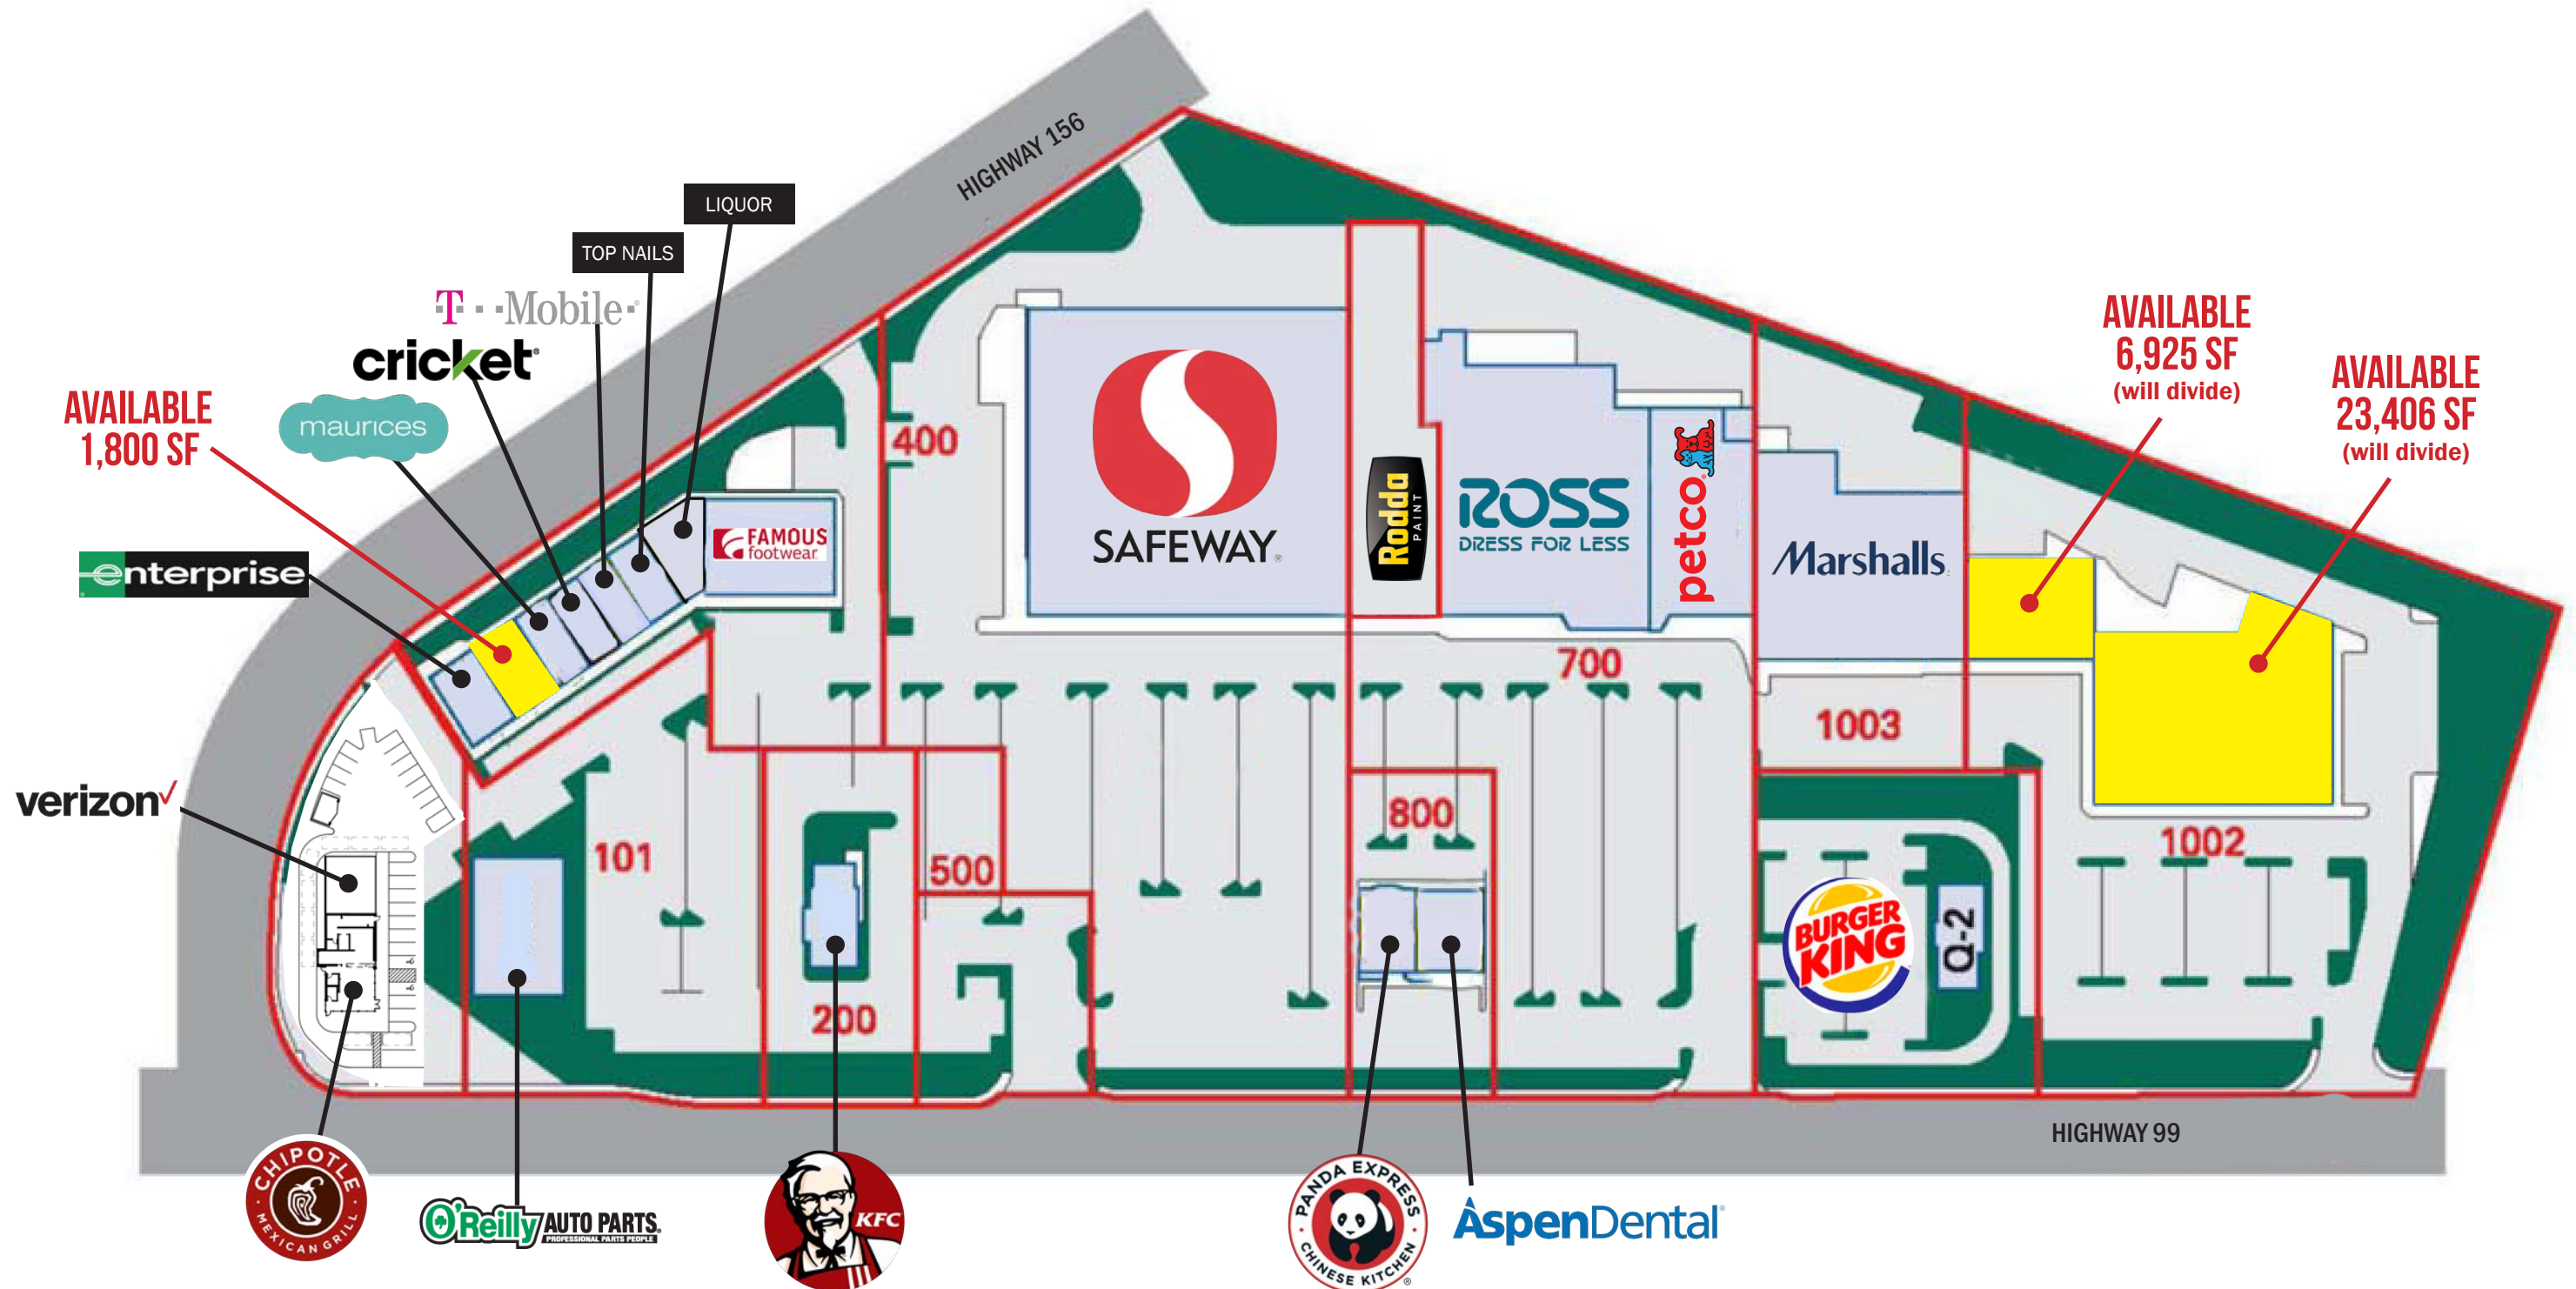 HIGHWAY 156
LIQUOR
TOP NAILS
T··Mobile·
cricket
AVAILABLE
1,800 SF
maurices
enterprise
verizon
FAMOUS
footwear
400
SAFEWAY
Rodda
PAINT
ROSS
DRESS FOR LESS
petco
Marshalls
AVAILABLE
6,925 SF
(will divide)
AVAILABLE
23,406 SF
(will divide)
700
1003
101
500
200
800
BURGER
KING
Q-2
1002
HIGHWAY 99
CHIPOTLE
MEXICAN GRILL
O'Reilly AUTO PARTS
PROFESSIONAL PARTS PEOPLE
KFC
PANDA EXPRESS
CHINESE KITCHEN
AspenDental